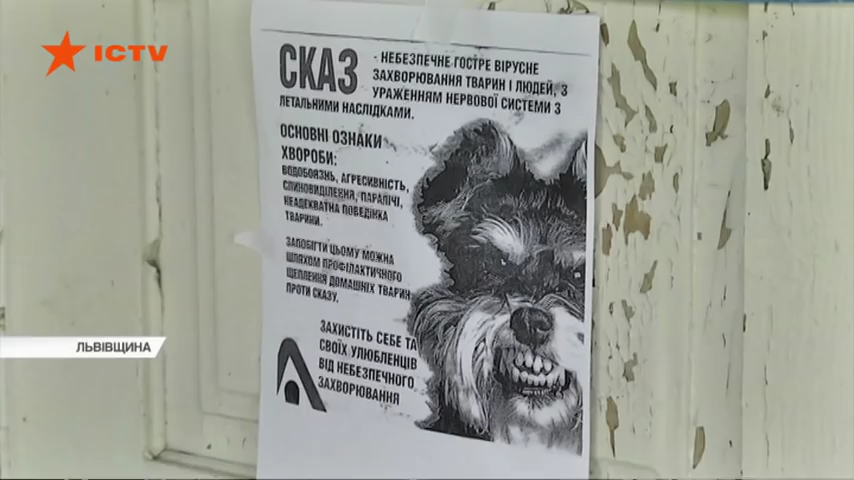 ICTV
СКАЗ
- НЕБЕЗПЕЧНЕ ГОСТРЕ ВІРУСНЕ
ЗАХВОРЮВАННЯ ТВАРИН І ЛЮДЕЙ, З
УРАЖЕННЯМ НЕРВОВОЇ СИСТЕМИ З
ЛЕТАЛЬНИМИ НАСЛІДКАМИ.
ОСНОВНІ ОЗНАКИ
ХВОРОБИ:
ВОДОБОЯЗНЬ, АГРЕСИВНІСТЬ,
СЛИНОВИДІЛЕННЯ, ПАРАЛІЧІ,
НЕАДЕКВАТНА ПОВЕДІНКА
ТВАРИНИ.
ЗАПОБІГТИ ЦЬОМУ МОЖНА
ШЛЯХОМ ПРОФІЛАКТИЧНОГО
ЩЕПЛЕННЯ ДОМАШНІХ ТВАРИН
ПРОТИ СКАЗУ.
ЗАХИСТІТЬ СЕБЕ ТА
СВОЇХ УЛЮБЛЕНЦІВ
ВІД НЕБЕЗПЕЧНОГО
ЗАХВОРЮВАННЯ
ЛЬВІВЩИНА